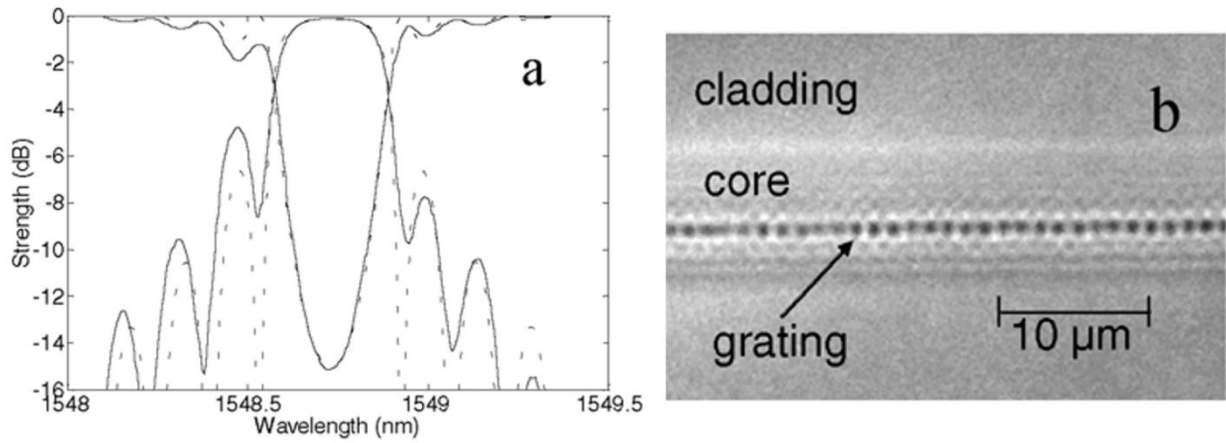 0
-2
-4
-6
-8
-10
-12
-14
-16
Strength (dB)
1548
1548.5
1549
1549.5
Wavelength (nm)
a
cladding
b
core
grating
10 µm